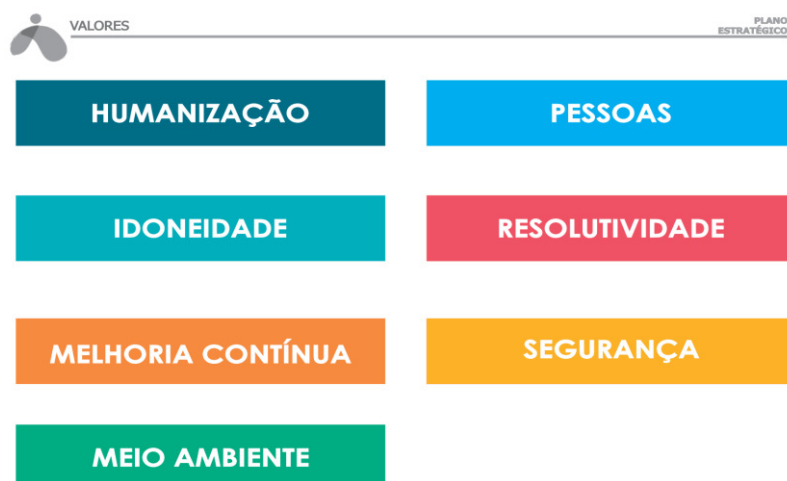 VALORES
PLANO
ESTRATÉGICO
HUMANIZAÇÃO
PESSOAS
IDONEIDADE
RESOLUTIVIDADE
MELHORIA CONTÍNUA
SEGURANÇA
MEIO AMBIENTE